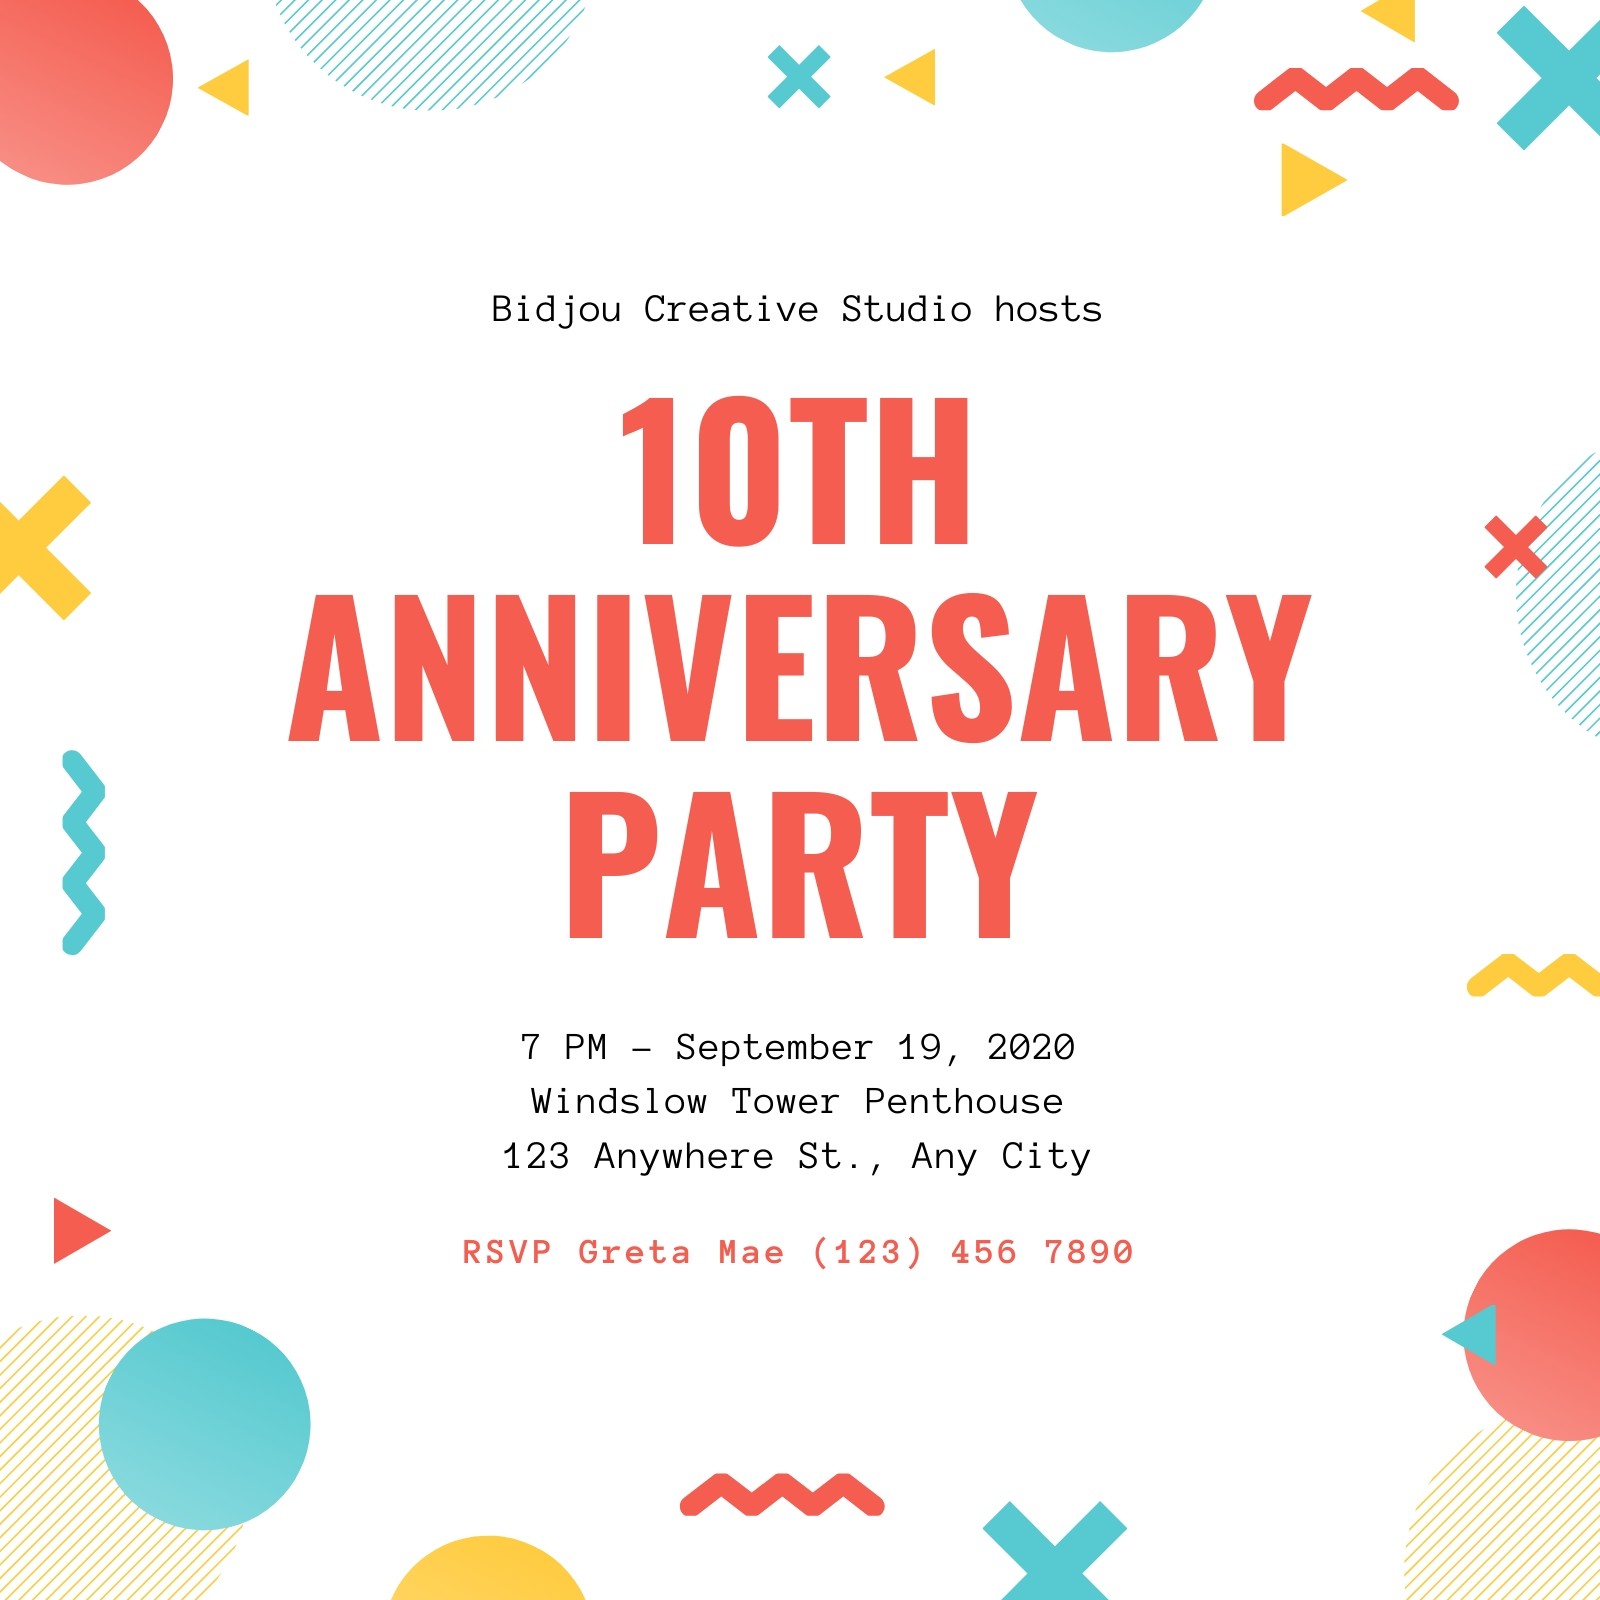 Bidjou Creative Studio hosts
10TH
ANNIVERSARY
PARTY
7 PM – September 19, 2020
Windslow Tower Penthouse
123 Anywhere St., Any City
RSVP Greta Mae (123) 456 7890